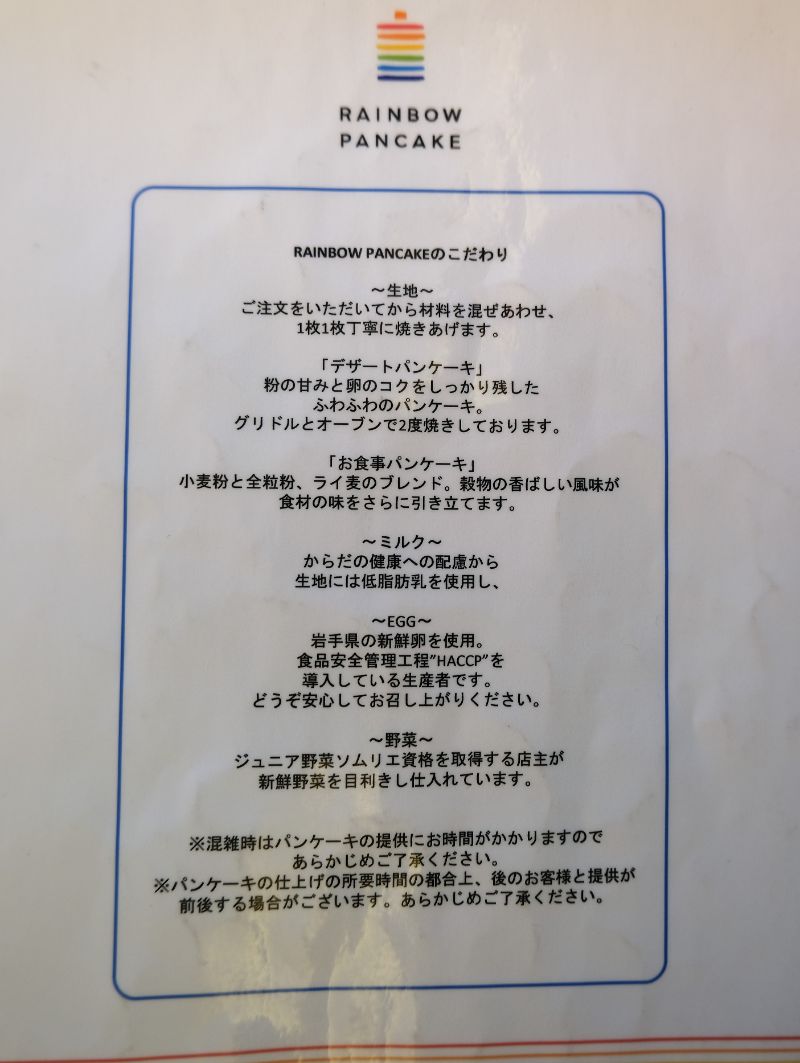 RAINBOW
PANCAKE
RAINBOW PANCAKEのこだわり
～生地～
ご注文をいただいてから材料を混ぜあわせ、
1枚1枚丁寧に焼きあげます。
「デザートパンケーキ」
粉の甘みと卵のコクをしっかり残した
ふわふわのパンケーキ。
グリドルとオーブンで2度焼きしております。
「お食事パンケーキ」
小麦粉と全粒粉、ライ麦のブレンド。穀物の香ばしい風味が
食材の味をさらに引き立てます。
～ミルク～
からだの健康への配慮から
生地には低脂肪乳を使用し、
～EGG～
岩手県の新鮮卵を使用。
食品安全管理工程”HACCP”を
導入している生産者です。
どうぞ安心してお召し上がりください。
～野菜～
ジュニア野菜ソムリエ資格を取得する店主が
新鮮野菜を目利きし仕入れています。
※混雑時はパンケーキの提供にお時間がかかりますので
あらかじめご了承ください。
※パンケーキの仕上げの所要時間の都合上、後のお客様と提供が
前後する場合がございます。あらかじめご了承ください。